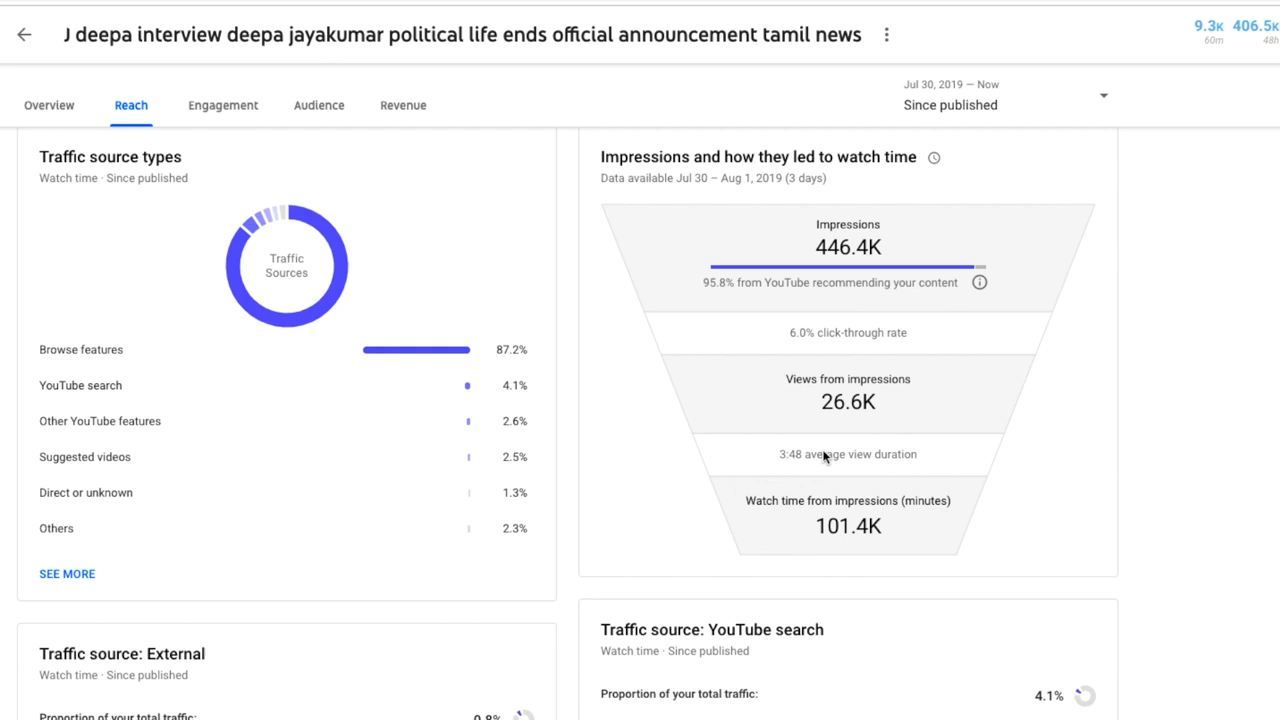 J deepa interview deepa jayakumar political life ends official announcement tamil news
9.3K 406.5K
60m 48h
Overview Reach Engagement Audience Revenue
Jul 30, 2019 – Now
Since published
Traffic source types
Watch time · Since published
Traffic
Sources
Browse features 87.2%
YouTube search 4.1%
Other YouTube features 2.6%
Suggested videos 2.5%
Direct or unknown 1.3%
Others 2.3%
SEE MORE
Impressions and how they led to watch time
Data available Jul 30 – Aug 1, 2019 (3 days)
Impressions
446.4K
95.8% from YouTube recommending your content
6.0% click-through rate
Views from impressions
26.6K
3:48 average view duration
Watch time from impressions (minutes)
101.4K
Traffic source: External
Watch time · Since published
Proportion of your total traffic: 0.8%
Traffic source: YouTube search
Watch time · Since published
Proportion of your total traffic: 4.1%